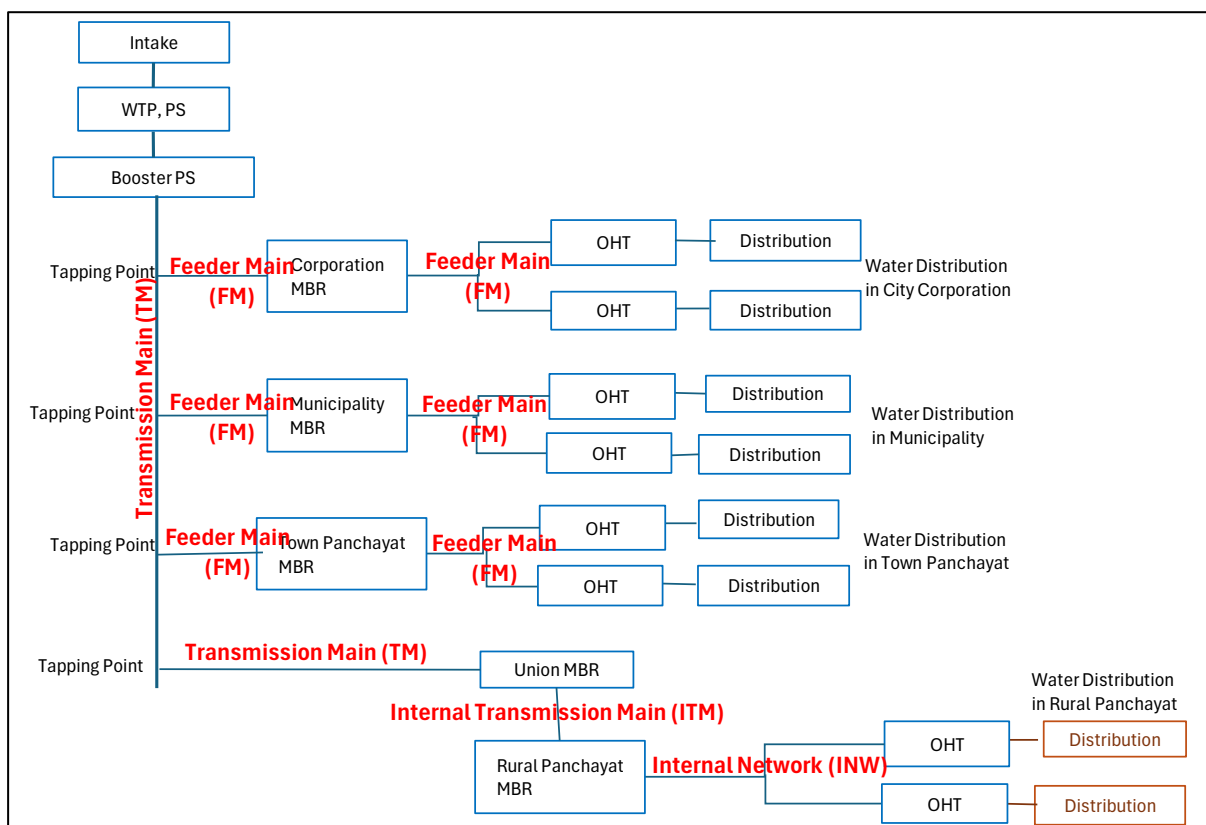 Intake
WTP, PS
Booster PS
Transmission Main (TM)
Tapping Point
Feeder Main
(FM)
Corporation
MBR
Feeder Main
(FM)
OHT
Distribution
OHT
Distribution
Water Distribution
in City Corporation
Tapping Point
Feeder Main
(FM)
Municipality
MBR
Feeder Main
(FM)
OHT
Distribution
OHT
Distribution
Water Distribution
in Municipality
Tapping Point
Feeder Main
(FM)
Town Panchayat
MBR
Feeder Main
(FM)
OHT
Distribution
OHT
Distribution
Water Distribution
in Town Panchayat
Tapping Point
Transmission Main (TM)
Union MBR
Internal Transmission Main (ITM)
Rural Panchayat
MBR
Internal Network (INW)
OHT
Distribution
OHT
Distribution
Water Distribution
in Rural Panchayat